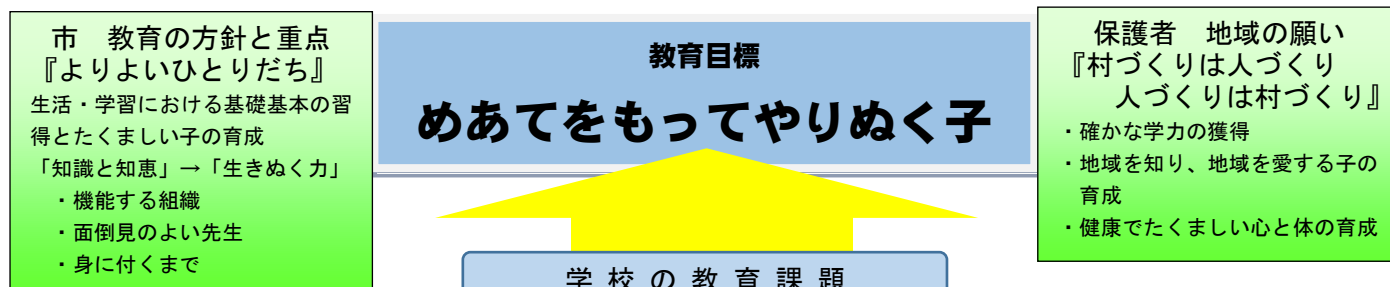 市　教育の方針と重点
『よりよいひとりだち』
生活・学習における基礎基本の習
得とたくましい子の育成
「知識と知恵」→「生きぬく力」
・機能する組織
・面倒見のよい先生
・身に付くまで
教育目標
めあてをもってやりぬく子
保護者　地域の願い
『村づくりは人づくり
人づくりは村づくり』
・確かな学力の獲得
・地域を知り、地域を愛する子の
育成
・健康でたくましい心と体の育成
学校の教育課題